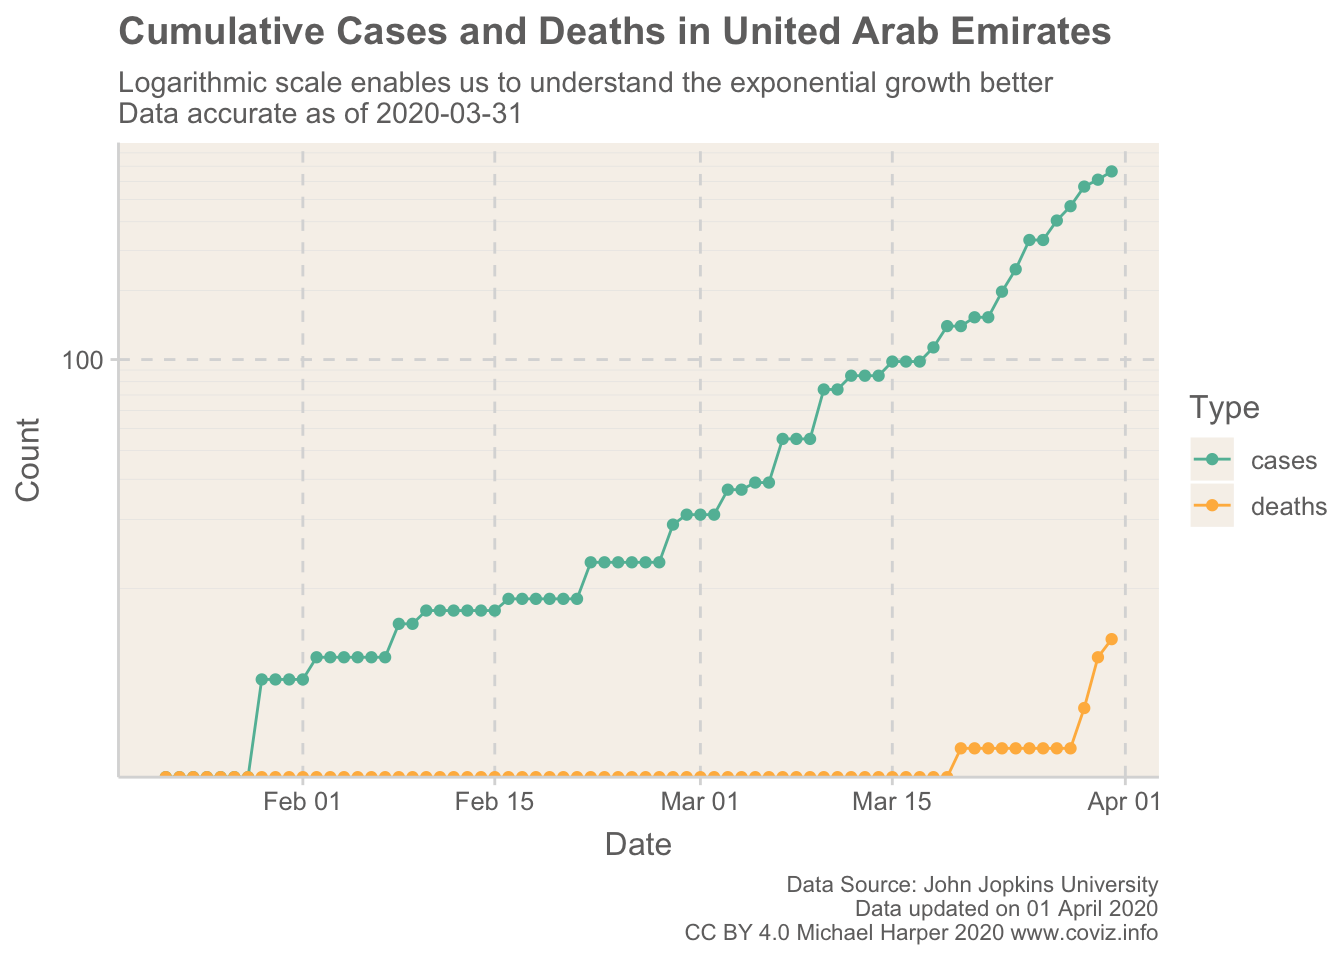 Cumulative Cases and Deaths in United Arab Emirates
Logarithmic scale enables us to understand the exponential growth better
Data accurate as of 2020-03-31
100
Count
Type
cases
deaths
Feb 01
Feb 15
Mar 01
Mar 15
Apr 01
Date
Data Source: John Jopkins University
Data updated on 01 April 2020
CC BY 4.0 Michael Harper 2020 www.coviz.info